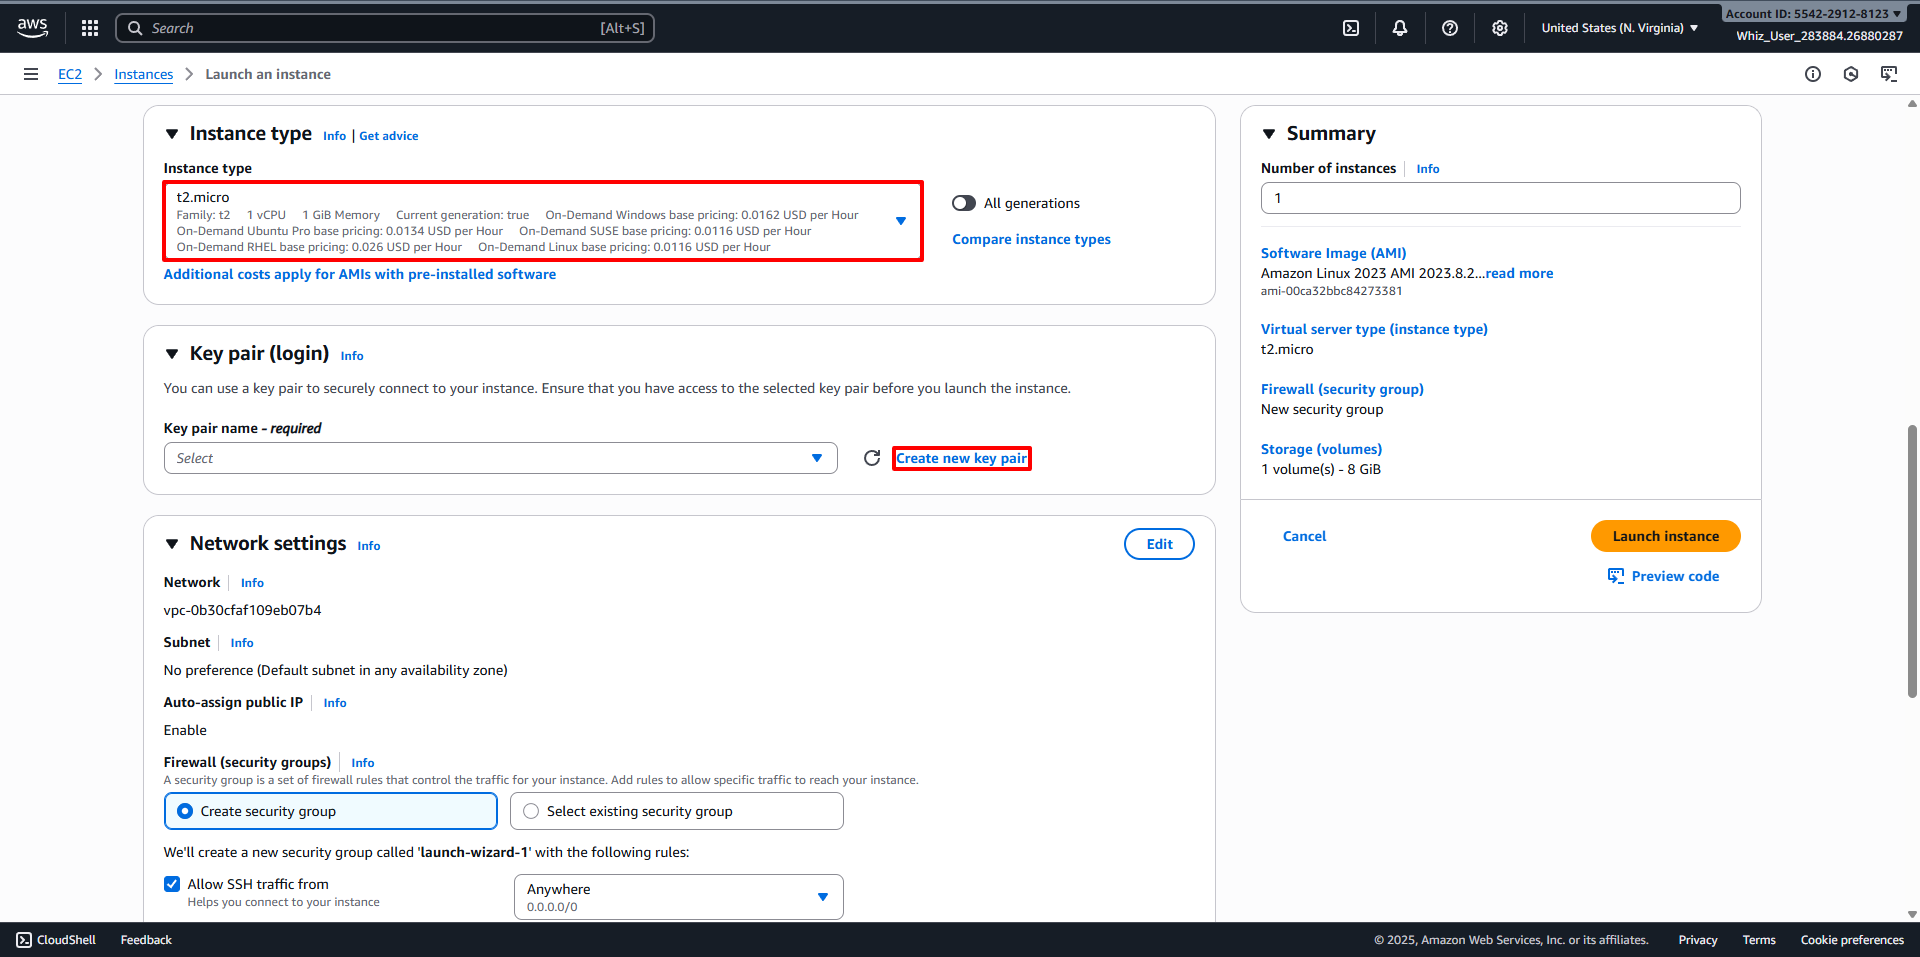 aws
Search [Alt+S]
United States (N. Virginia)
Account ID: 5542-2912-8123
Whiz_User_283884.26880287
EC2 Instances Launch an instance
Instance type Info | Get advice
Instance type
t2.micro
Family: t2 1 vCPU 1 GiB Memory Current generation: true On-Demand Windows base pricing: 0.0162 USD per Hour
On-Demand Ubuntu Pro base pricing: 0.0134 USD per Hour On-Demand SUSE base pricing: 0.0116 USD per Hour
On-Demand RHEL base pricing: 0.026 USD per Hour On-Demand Linux base pricing: 0.0116 USD per Hour
All generations
Compare instance types
Additional costs apply for AMIs with pre-installed software
Key pair (login) Info
You can use a key pair to securely connect to your instance. Ensure that you have access to the selected key pair before you launch the instance.
Key pair name - required
Select
Create new key pair
Network settings Info
Edit
Network Info
vpc-0b30cfaf109eb07b4
Subnet Info
No preference (Default subnet in any availability zone)
Auto-assign public IP Info
Enable
Firewall (security groups) Info
A security group is a set of firewall rules that control the traffic for your instance. Add rules to allow specific traffic to reach your instance.
Create security group
Select existing security group
We'll create a new security group called 'launch-wizard-1' with the following rules:
Allow SSH traffic from
Helps you connect to your instance
Anywhere
0.0.0.0/0
Summary
Number of instances Info
1
Software Image (AMI)
Amazon Linux 2023 AMI 2023.8.2...read more
ami-00ca32bbc84273381
Virtual server type (instance type)
t2.micro
Firewall (security group)
New security group
Storage (volumes)
1 volume(s) - 8 GiB
Cancel
Launch instance
Preview code
CloudShell Feedback
© 2025, Amazon Web Services, Inc. or its affiliates. Privacy Terms Cookie preferences